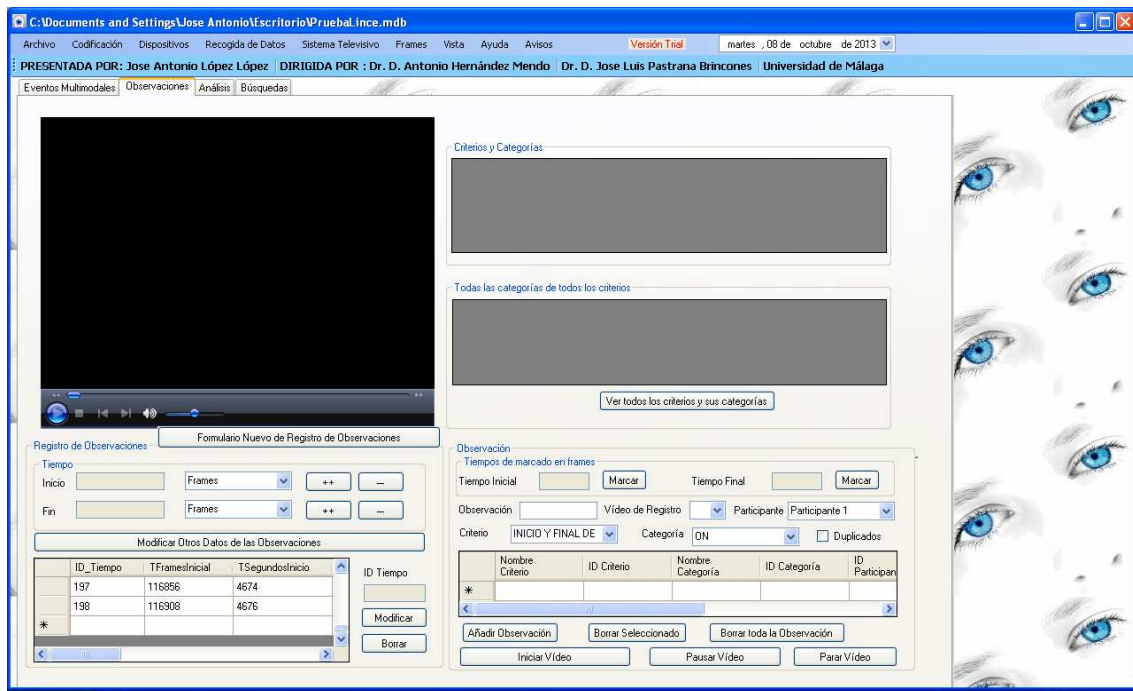 C:\Documents and Settings\Jose Antonio\Escritorio\PruebaLince.mdb
Archivo Codificación Dispositivos Recogida de Datos Sistema Televisivo Frames Vista Ayuda Avisos Versión Trial martes , 08 de octubre de 2013
PRESENTADA POR: Jose Antonio López López DIRIGIDA POR : Dr. D. Antonio Hernández Mendo Dr. D. Jose Luis Pastrana Brincones Universidad de Málaga
Eventos Multimodales Observaciones Análisis Búsquedas
Criterios y Categorías
Todas las categorías de todos los criterios
Ver todos los criterios y sus categorías
Formulario Nuevo de Registro de Observaciones
Registro de Observaciones
Tiempo
Inicio Frames ++ --
Fin Frames ++ --
Modificar Otros Datos de las Observaciones
ID_Tiempo TFramesInicial TSegundosInicio
197 116856 4674
198 116908 4676
*
ID Tiempo
Modificar
Borrar
Observación
Tiempos de marcado en frames
Tiempo Inicial Marcar Tiempo Final Marcar
Observación Vídeo de Registro Participante Participante 1
Criterio INICIO Y FINAL DE Categoría ON Duplicados
Nombre Criterio ID Criterio Nombre Categoría ID Categoría ID Participan
*
Añadir Observación Borrar Seleccionado Borrar toda la Observación
Iniciar Vídeo Pausar Vídeo Parar Vídeo